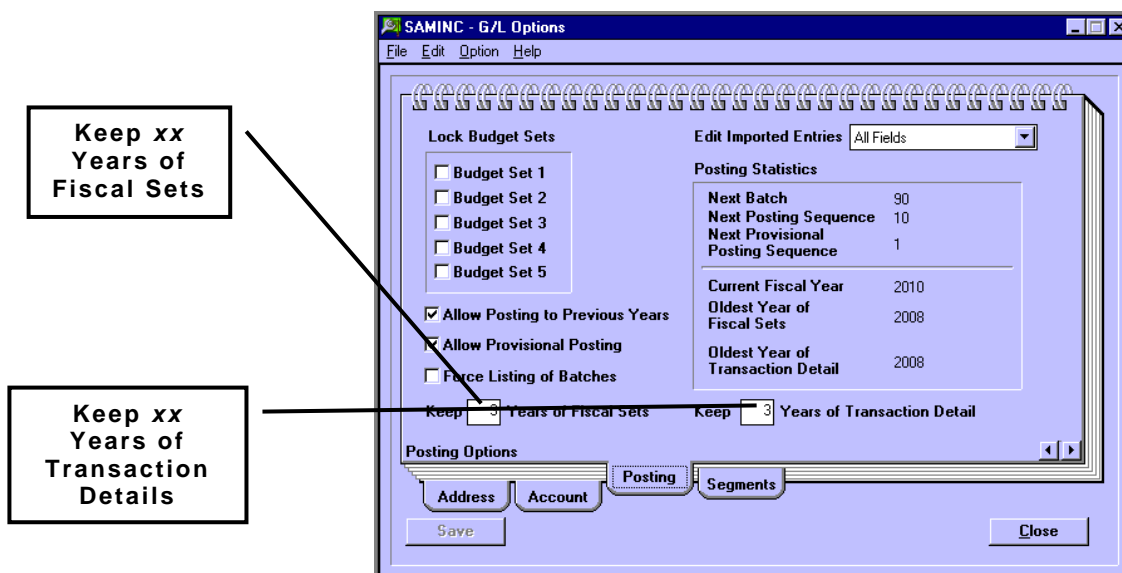 SAMINC - G/L Options
File Edit Option Help
Keep xx
Years of
Fiscal Sets
Keep xx
Years of
Transaction
Details
Lock Budget Sets
Budget Set 1
Budget Set 2
Budget Set 3
Budget Set 4
Budget Set 5
Allow Posting to Previous Years
Allow Provisional Posting
Force Listing of Batches
Keep 3 Years of Fiscal Sets
Edit Imported Entries All Fields
Posting Statistics
Next Batch 90
Next Posting Sequence 10
Next Provisional
Posting Sequence 1
Current Fiscal Year 2010
Oldest Year of
Fiscal Sets 2008
Oldest Year of
Transaction Detail 2008
Keep 3 Years of Transaction Detail
Posting Options
Address Account Posting Segments
Save Close